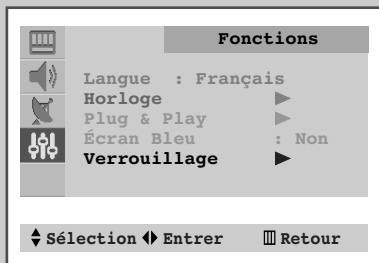 Fonctions
Langue : Français
Horloge
Plug & Play
Écran Bleu : Non
Verrouillage
Sélection Entrer Retour